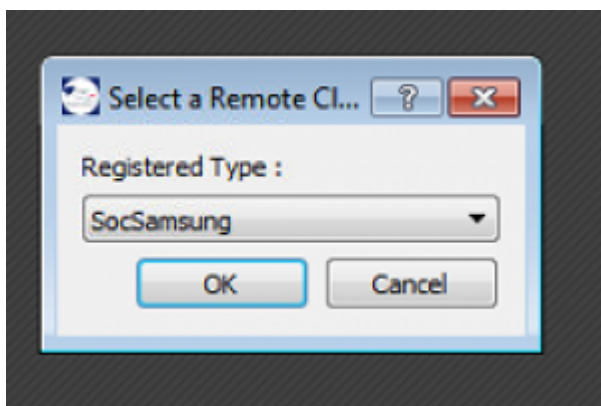 Select a Remote Cl...
Registered Type :
SocSamsung
OK
Cancel